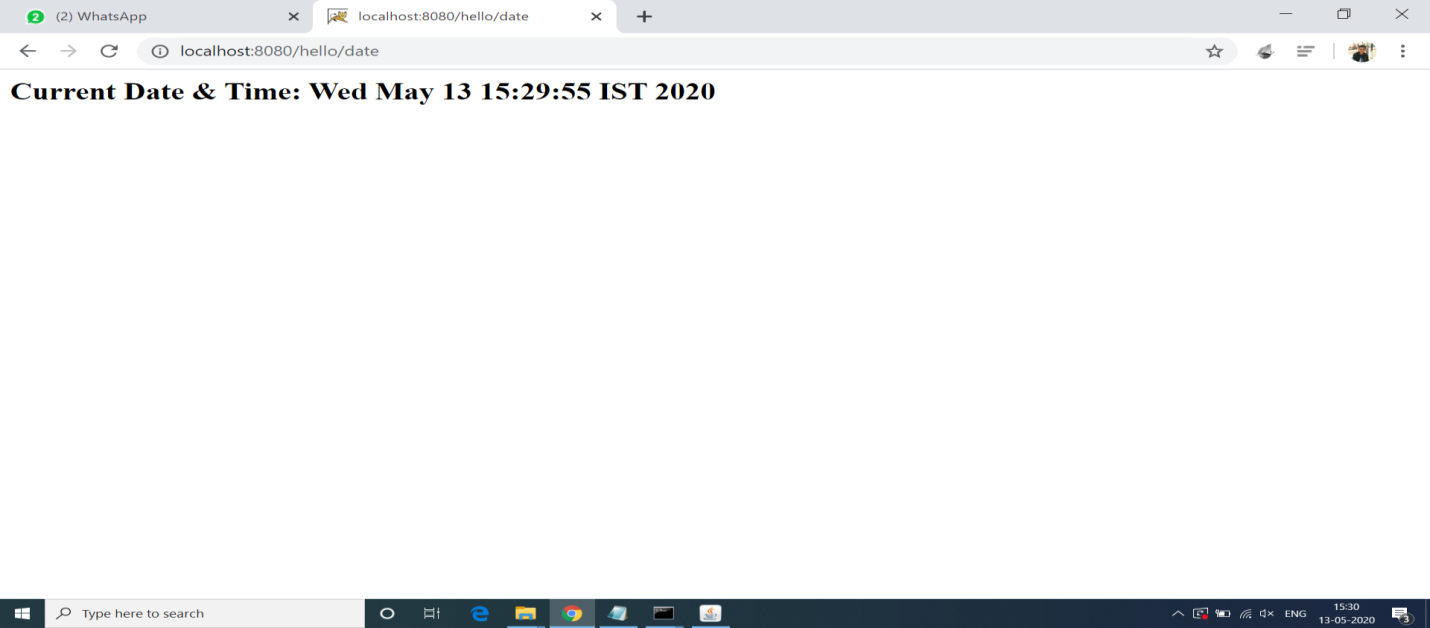 2 (2) WhatsApp
localhost:8080/hello/date
localhost:8080/hello/date
Current Date & Time: Wed May 13 15:29:55 IST 2020
Type here to search
ENG
15:30
13-05-2020
3